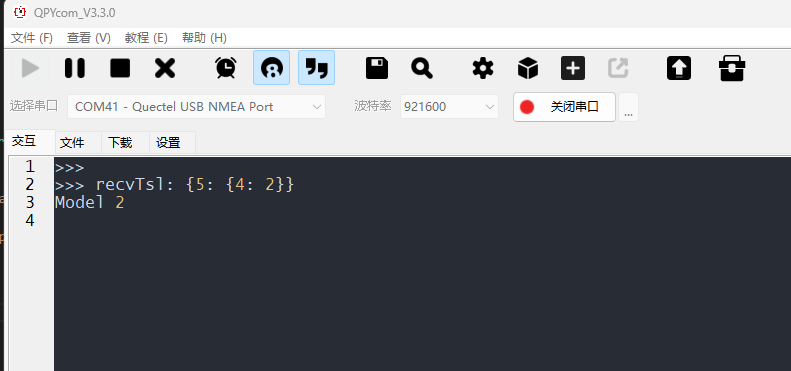 QPYcom_V3.3.0
文件 (F) 查看 (V) 教程 (E) 帮助 (H)
选择串口 COM41 - Quectel USB NMEA Port 波特率 921600 关闭串口 ...
交互 文件 下载 设置
1 >>>
2 >>> recvTsl: {5: {4: 2}}
3 Model 2
4